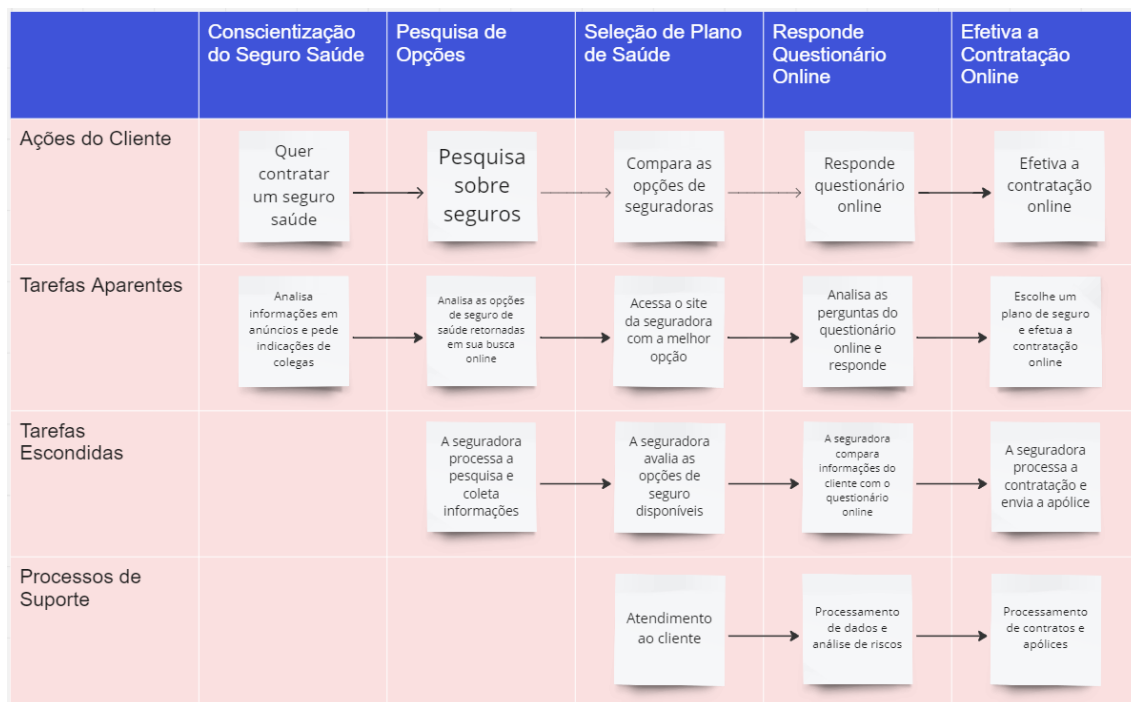 Conscientização
do Seguro Saúde
Pesquisa de
Opções
Seleção de Plano
de Saúde
Responde
Questionário
Online
Efetiva a
Contratação
Online
Ações do Cliente
Quer
contratar
um seguro
saúde
Pesquisa
sobre
seguros
Compara as
opções de
seguradoras
Responde
questionário
online
Efetiva a
contratação
online
Tarefas Aparentes
Analisa
informações em
anúncios e pede
indicações de
colegas
Analisa as opções
de seguro de
saúde retornadas
em sua busca
online
Acessa o site
da seguradora
com a melhor
opção
Analisa as
perguntas do
questionário
online e
responde
Escolhe um
plano de seguro
e efetua a
contratação
online
Tarefas
Escondidas
A seguradora
processa a
pesquisa e
coleta
informações
A seguradora
avalia as
opções de
seguro
disponíveis
A seguradora
compara
informações do
cliente com o
questionário
online
A seguradora
processa a
contratação e
envia a apólice
Processos de
Suporte
Atendimento
ao cliente
Processamento
de dados e
análise de riscos
Processamento
de contratos e
apólices